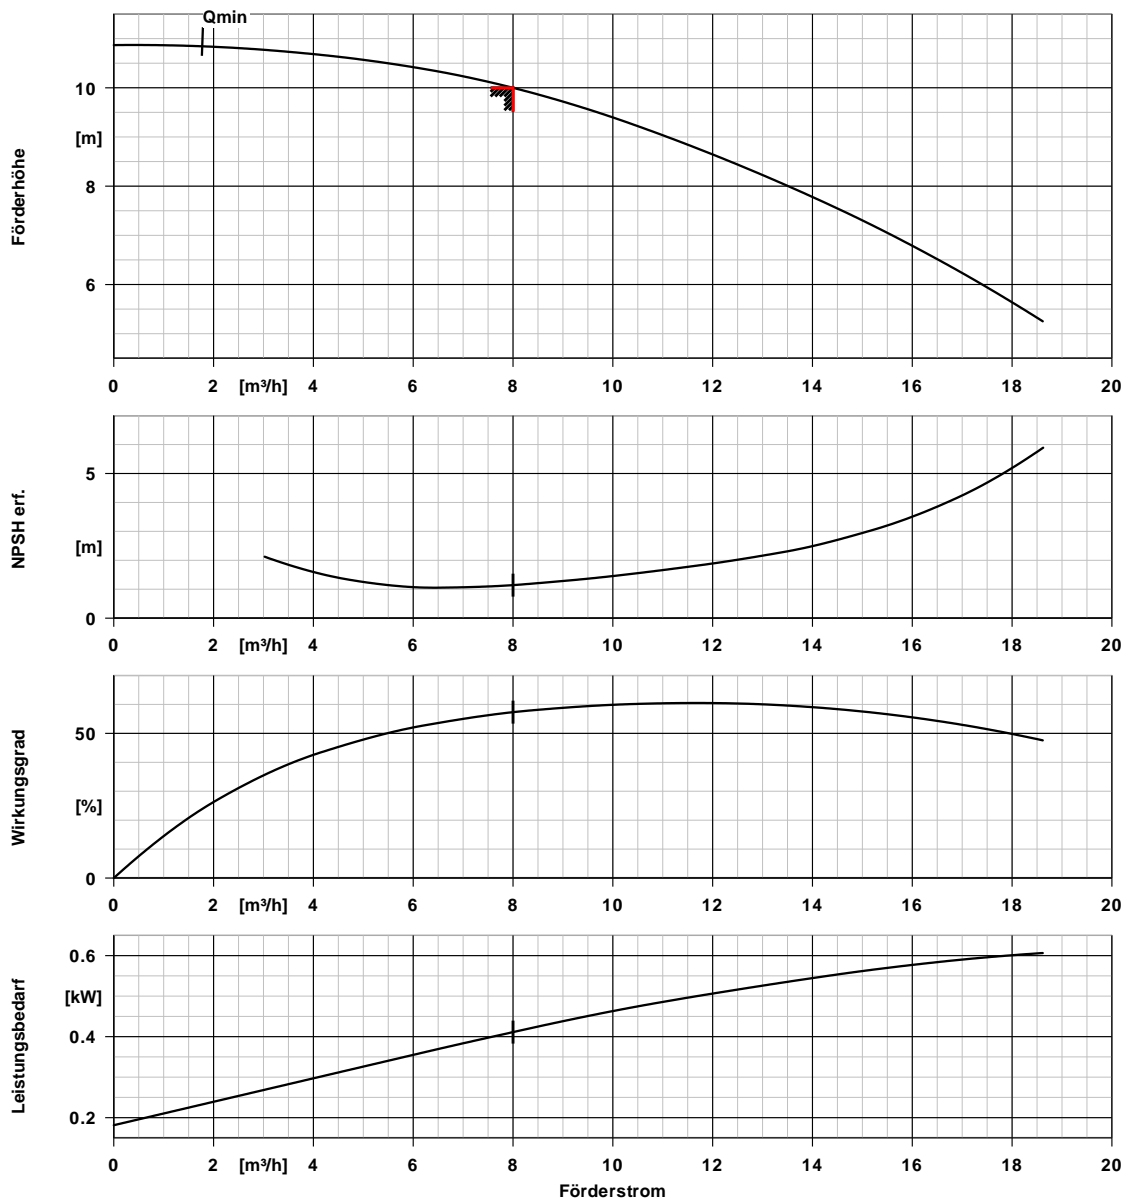 Qmin
10
[m]
8
6
Förderhöhe
0 2 [m³/h] 4 6 8 10 12 14 16 18 20
5
[m]
0
NPSH erf.
0 2 [m³/h] 4 6 8 10 12 14 16 18 20
50
[%]
0
Wirkungsgrad
0 2 [m³/h] 4 6 8 10 12 14 16 18 20
0.6
[kW]
0.4
0.2
Leistungsbedarf
0 2 [m³/h] 4 6 8 10 12 14 16 18 20
Förderstrom